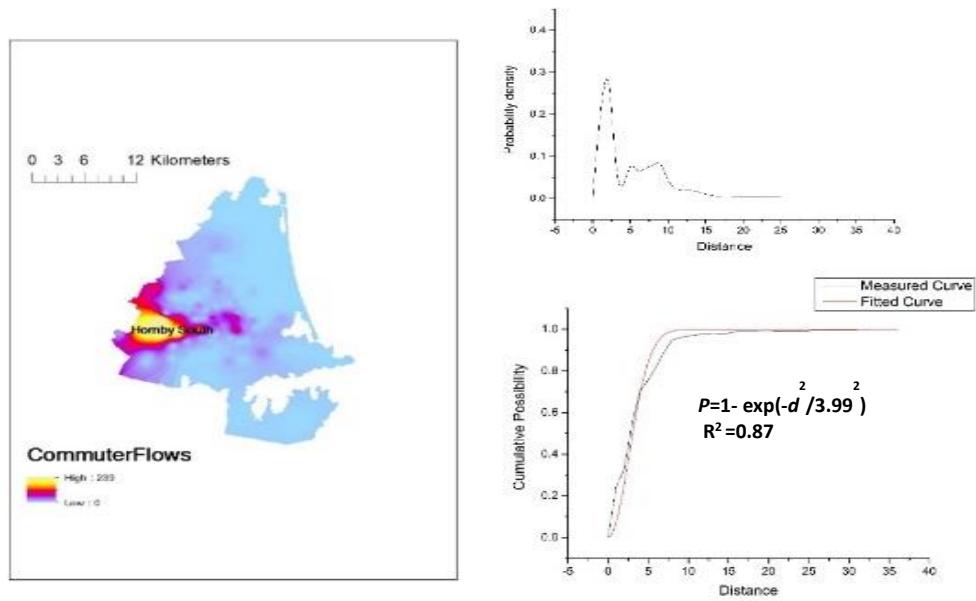 0 3 6 12 Kilometers
Hornby South
CommuterFlows
High : 239
Low : 0
0.4
0.3
0.2
0.1
0.0
Probability density
-5 0 5 10 15 20 25 30 35 40
Distance
Measured Curve
Fitted Curve
1.0
0.8
0.6
0.4
0.2
0.0
Cumulative Possibility
P=1- exp(-d²/3.99²)
R²=0.87
-5 0 5 10 15 20 25 30 35 40
Distance